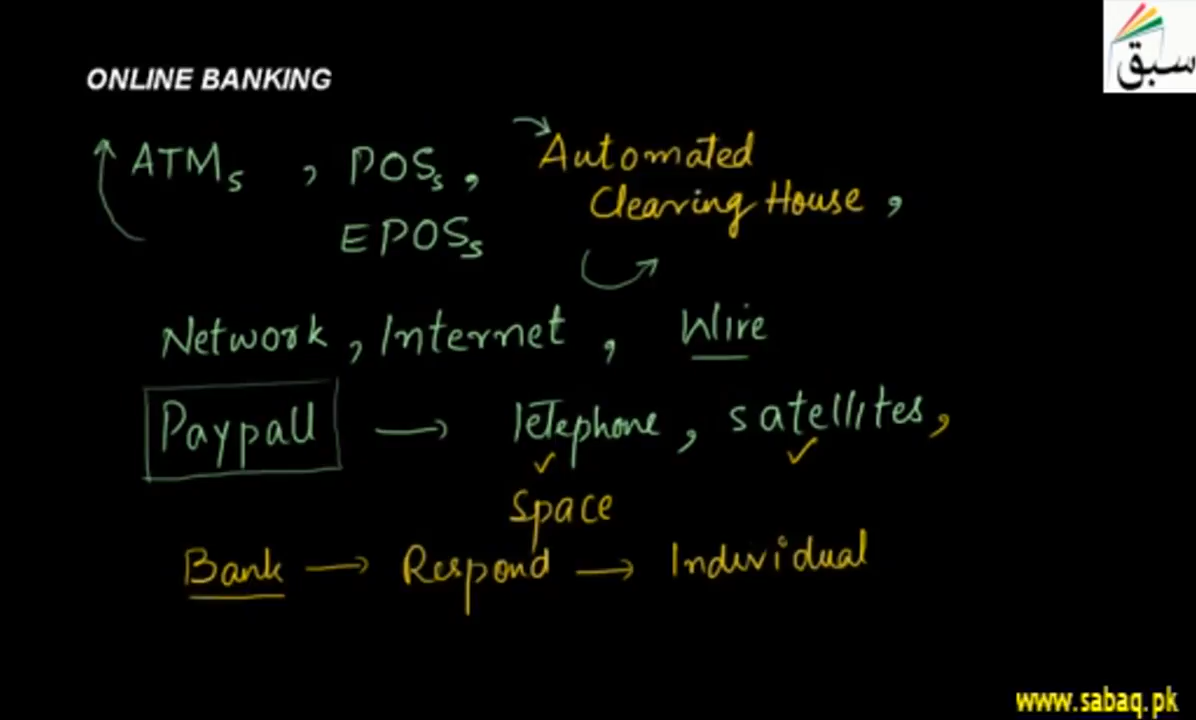 سبق
ONLINE BANKING
ATMs , POSs , Automated
Clearing House ,
EPOSs
Network , Internet , Wire
Paypall → Telephone , satellites ,
Space
Bank → Respond → Individual
www.sabaq.pk